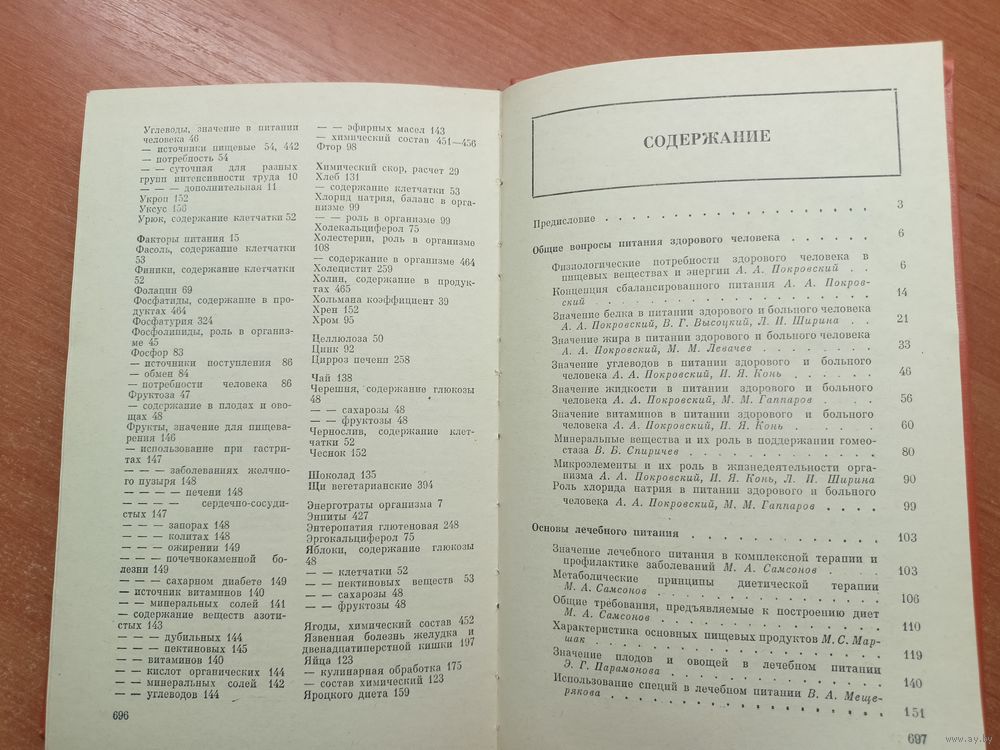 Углеводы, значение в питании
человека 46
— источники пищевые 54, 442
— потребность 54
— — суточная для разных
групп интенсивности труда 10
— — — дополнительная 11
Укроп 152
Уксус 156
Урюк, содержание клетчатки 52
Факторы питания 15
Фасоль, содержание клетчатки
53
Финики, содержание клетчатки
52
Фолацин 69
Фосфатиды, содержание в про-
дуктах 464
Фосфатурия 324
Фосфолипиды, роль в организ-
ме 45
Фосфор 83
— источники поступления 86
— обмен 84
— потребности человека 86
Фруктоза 47
— содержание в плодах и ово-
щах 48
Фрукты, значение для пищева-
рения 146
— использование при гастри-
тах 147
— — — заболеваниях желчно-
го пузыря 148
— — — — печени 148
— — — сердечно-сосуди-
стых 147
— — — запорах 148
— — — колитах 148
— — — ожирении 149
— — — почечнокаменной бо-
лезни 149
— — — сахарном диабете 149
— источник витаминов 140
— — минеральных солей 141
— содержание веществ азоти-
стых 143
— — — дубильных 144
— — — пектиновых 145
— — витаминов 140
— — кислот органических 144
— — минеральных солей 142
— — углеводов 144
696
— — эфирных масел 143
— химический состав 451—456
Фтор 98
Химический скор, расчет 29
Хлеб 131
— содержание клетчатки 53
Хлорид натрия, баланс в орга-
низме 99
— — роль в организме 99
Холекальциферол 75
Холестерин, роль в организме
108
— содержание в организме 464
Холецистит 259
Холин, содержание в продук-
тах 465
Хольмана коэффициент 39
Хрен 152
Хром 95
Целлюлоза 50
Цинк 92
Цирроз печени 258
Чай 138
Черешня, содержание глюкозы
48
— — сахарозы 48
— — фруктозы 48
Чернослив, содержание клет-
чатки 52
Чеснок 152
Шоколад 135
Щи вегетарианские 394
Энерготраты организма 7
Энпиты 427
Энтеропатия глютеновая 248
Эргокальциферол 75
Яблоки, содержание глюкозы
48
— — клетчатки 52
— — пектиновых веществ 53
— — сахарозы 48
— — фруктозы 48
Ягоды, химический состав 452
Язвенная болезнь желудка и
двенадцатиперстной кишки 197
Яйца 123
— кулинарная обработка 175
— состав химический 123
Яроцкого диета 159
СОДЕРЖАНИЕ
Предисловие . . . . . . . . . . . . . . . . . . 3
Общие вопросы питания здорового человека . . . . . . 6
Физиологические потребности здорового человека в
пищевых веществах и энергии А. А. Покровский . . 6
Концепция сбалансированного питания А. А. Покров-
ский . . . . . . . . . . . . . . . . 14
Значение белка в питании здорового и больного человека
А. А. Покровский, В. Г. Высоцкий, Л. И. Ширина . . 21
Значение жира в питании здорового и больного человека
А. А. Покровский, М. М. Левачев . . . . . . . 33
Значение углеводов в питании здорового и больного
человека А. А. Покровский, И. Я. Конь . . . . . . 46
Значение жидкости в питании здорового и больного
человека А. А. Покровский, М. М. Гаппаров . . . . 56
Значение витаминов в питании здорового и больного
человека А. А. Покровский, И. Я. Конь . . . . . . 60
Минеральные вещества и их роль в поддержании гомео-
стаза В. Б. Спиричев . . . . . . . . . . . . 80
Микроэлементы и их роль в жизнедеятельности орга-
низма А. А. Покровский, И. Я. Конь, Л. И. Ширина 90
Роль хлорида натрия в питании здорового и больного
человека А. А. Покровский, М. М. Гаппаров . . . . 99
Основы лечебного питания . . . . . . . . . . . . 103
Значение лечебного питания в комплексной терапии и
профилактике заболеваний М. А. Самсонов . . . . . 103
Метаболические принципы диетической терапии
М. А. Самсонов . . . . . . . . . . . . . . 106
Общие требования, предъявляемые к построению диет
М. А. Самсонов . . . . . . . . . . . . . . 110
Характеристика основных пищевых продуктов М. С. Мар-
шак . . . . . . . . . . . . . . . . . 119
Значение плодов и овощей в лечебном питании
Э. Г. Парамонова . . . . . . . . . . . . . 140
Использование специй в лечебном питании В. А. Меще-
рякова . . . . . . . . . . . . . . . . 151
697
www.ay.by